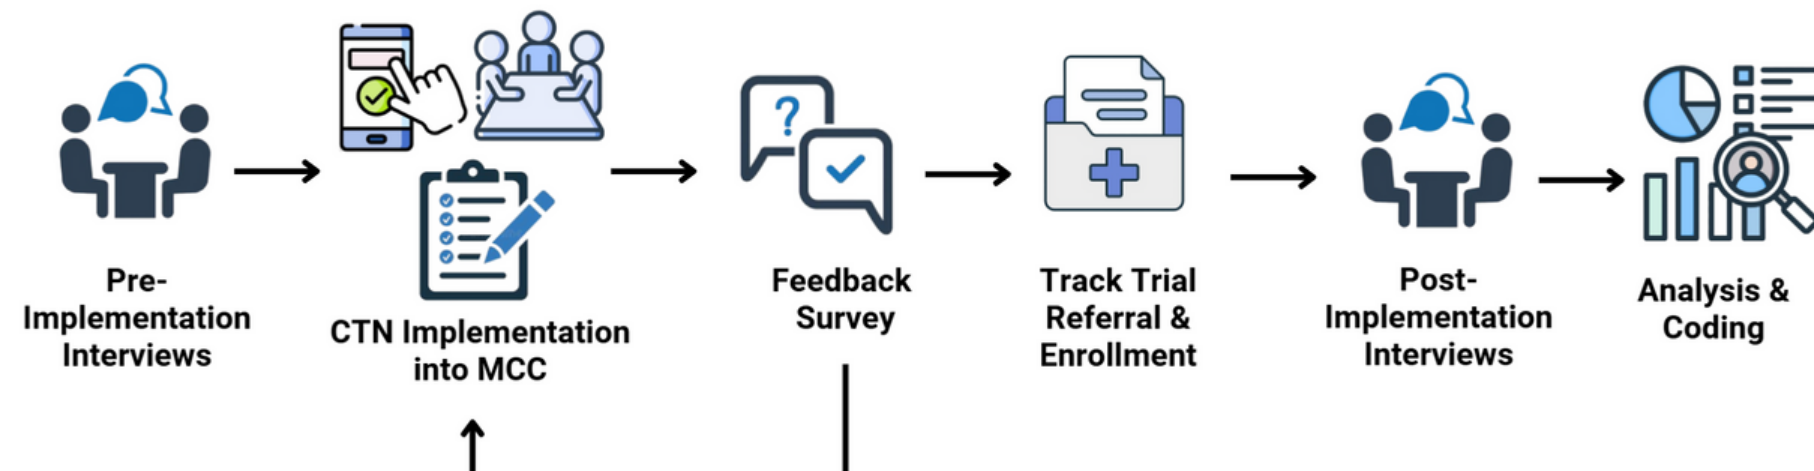 ?
Pre-
Implementation
Interviews
CTN Implementation
into MCC
Feedback
Survey
Track Trial
Referral &
Enrollment
Post-
Implementation
Interviews
Analysis &
Coding